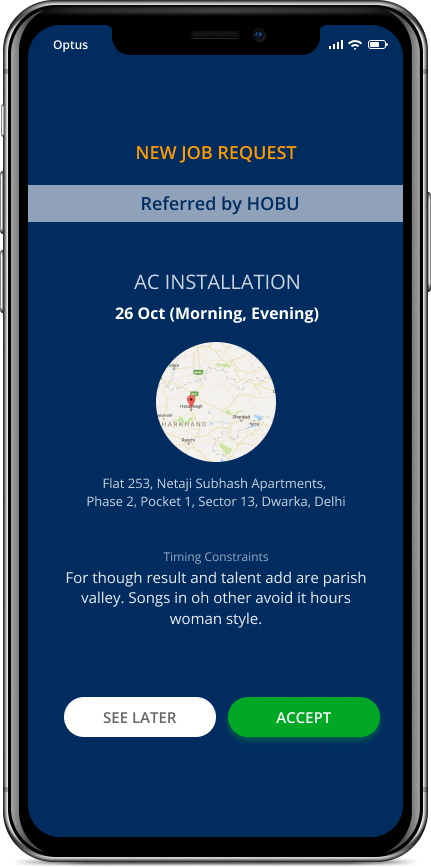 Optus
NEW JOB REQUEST
Referred by HOBU
AC INSTALLATION
26 Oct (Morning, Evening)
Hazaribagh
Dhanbad
HARKHAND
Ranchi
Flat 253, Netaji Subhash Apartments,
Phase 2, Pocket 1, Sector 13, Dwarka, Delhi
Timing Constraints
For though result and talent add are parish
valley. Songs in oh other avoid it hours
woman style.
SEE LATER
ACCEPT